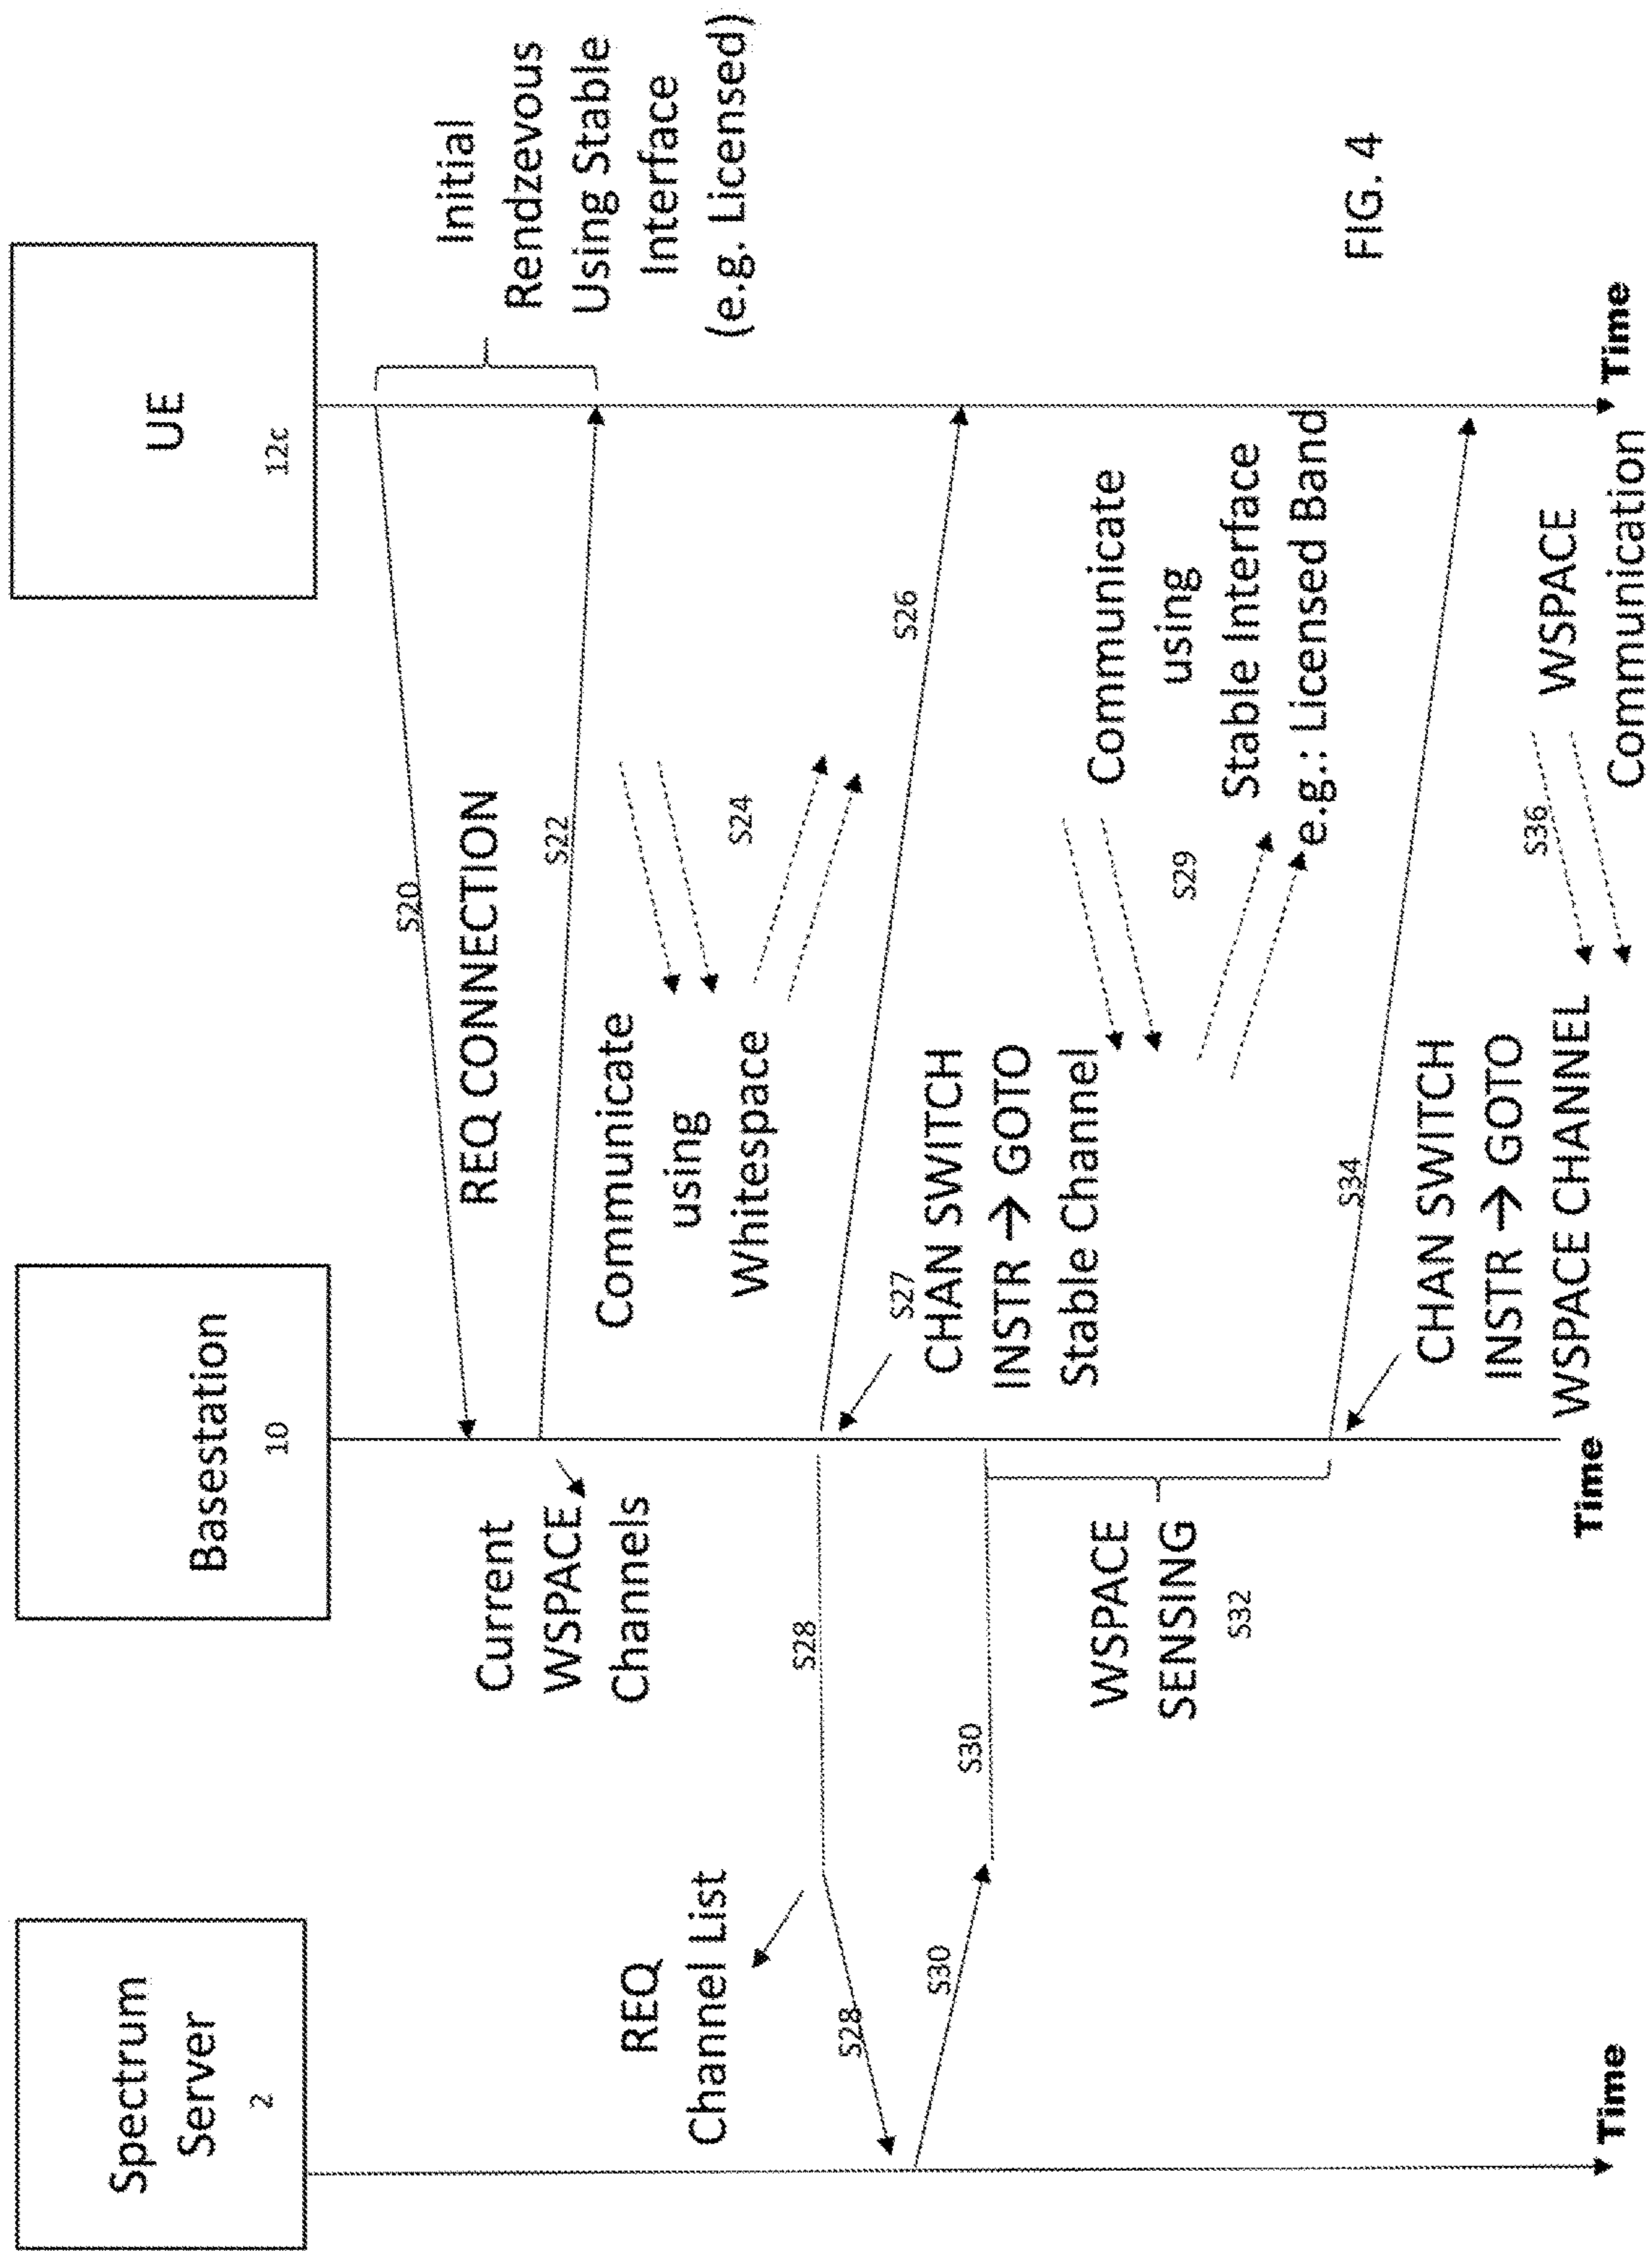 Spectrum
Server
2
Basestation
10
UE
12c
Initial
Rendzevous
Using Stable
Interface
(e.g. Licensed)
S20
REQ CONNECTION
S22
Current
WSPACE
Channels
Communicate
using
Whitespace
S24
REQ
Channel List
S28
S28
S26
S27
CHAN SWITCH
INSTR → GOTO
Stable Channel
S30
S30
Communicate
using
Stable Interface
e.g.: Licensed Band
S29
WSPACE
SENSING
S32
S34
CHAN SWITCH
INSTR → GOTO
WSPACE CHANNEL
S36
WSPACE
Communication
Time
Time
Time
FIG. 4